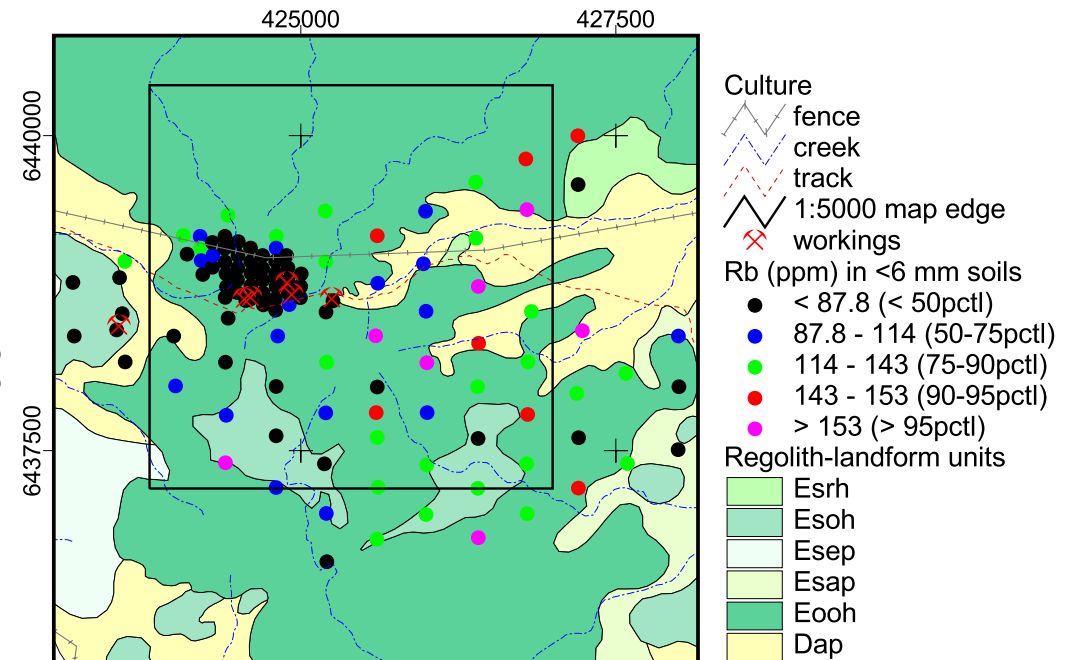 425000 427500
6440000
6437500
Culture
fence
creek
track
1:5000 map edge
workings
Rb (ppm) in <6 mm soils
< 87.8 (< 50pctl)
87.8 - 114 (50-75pctl)
114 - 143 (75-90pctl)
143 - 153 (90-95pctl)
> 153 (> 95pctl)
Regolith-landform units
Esrh
Esoh
Esep
Esap
Eooh
Dap